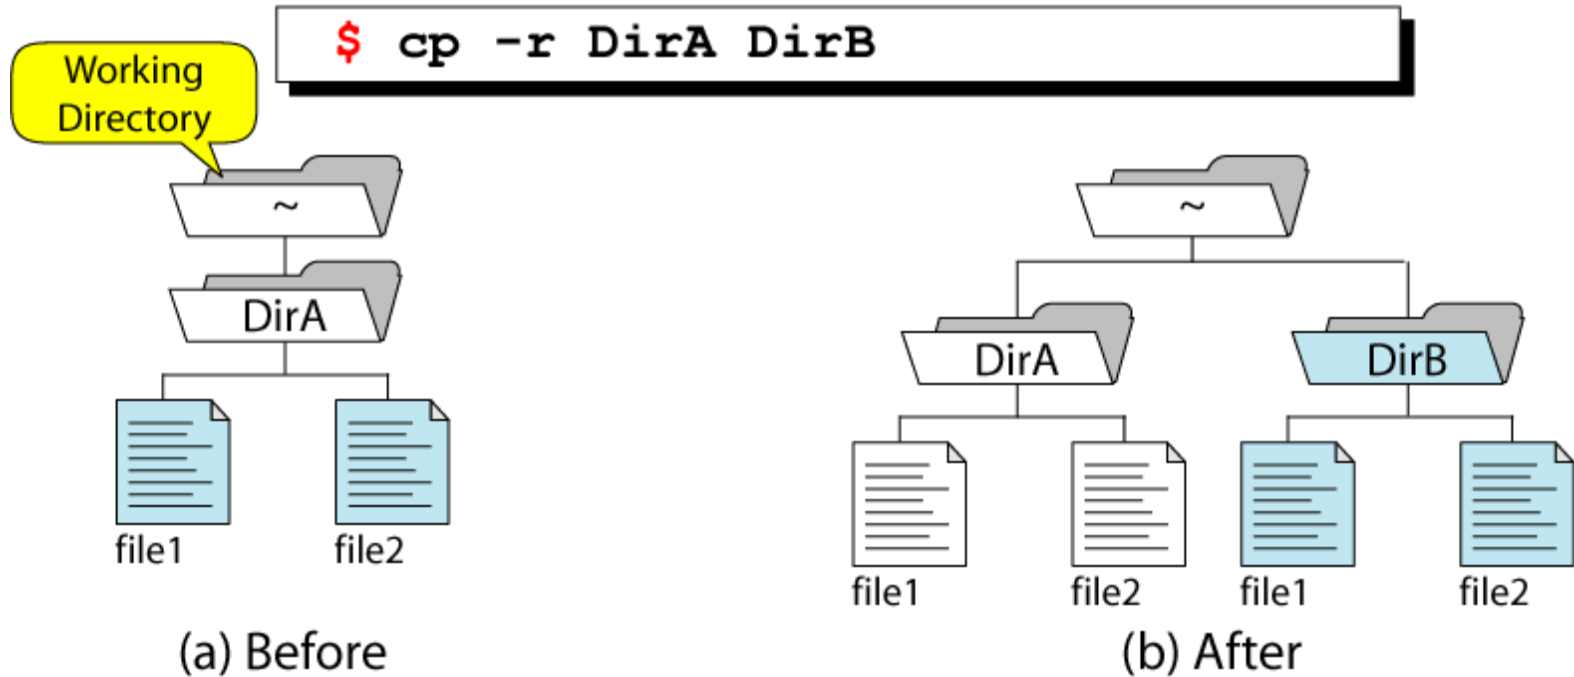 $ cp -r DirA DirB
Working
Directory
~
~
DirA
DirA
DirB
file1
file2
file1
file2
file1
file2
(a) Before
(b) After